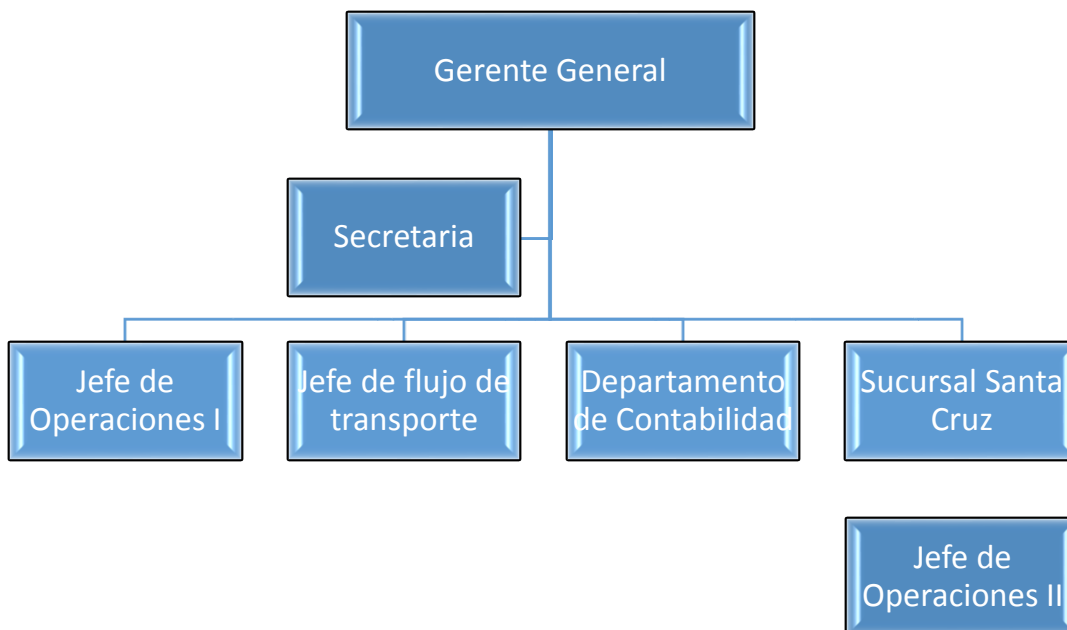 Gerente General
Secretaria
Jefe de
Operaciones I
Jefe de flujo de
transporte
Departamento
de Contabilidad
Sucursal Santa
Cruz
Jefe de
Operaciones II